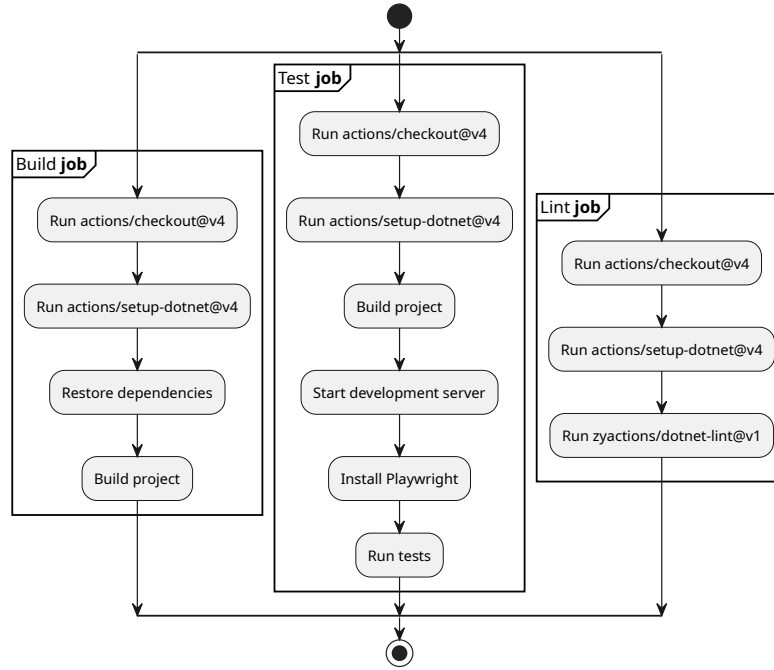 Build job
Run actions/checkout@v4
Run actions/setup-dotnet@v4
Restore dependencies
Build project
Test job
Run actions/checkout@v4
Run actions/setup-dotnet@v4
Build project
Start development server
Install Playwright
Run tests
Lint job
Run actions/checkout@v4
Run actions/setup-dotnet@v4
Run zyactions/dotnet-lint@v1